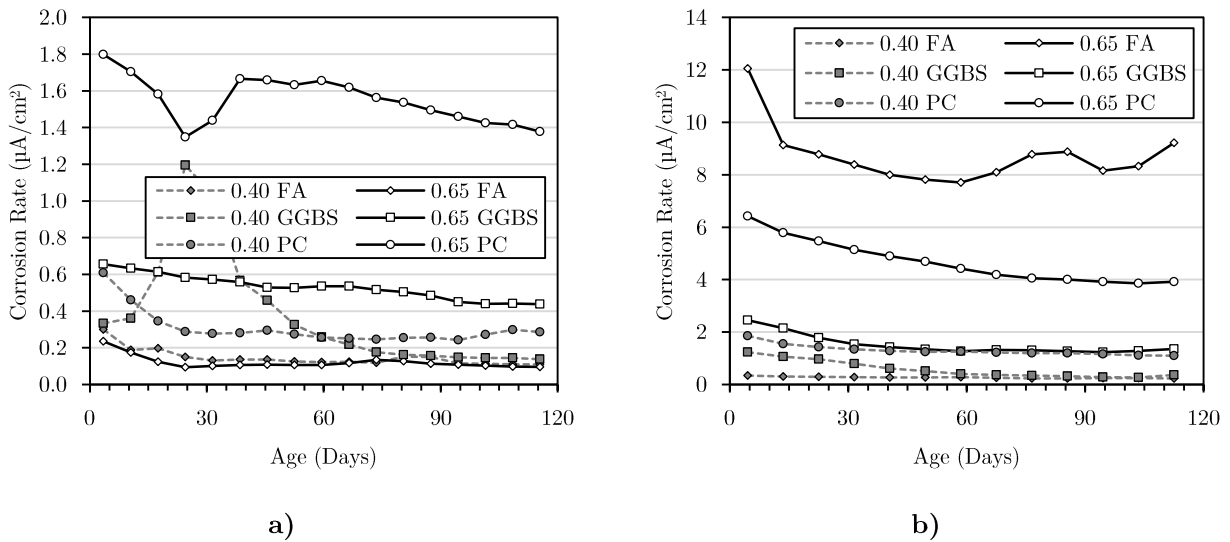 2.0
1.8
1.6
1.4
1.2
1.0
0.8
0.6
0.4
0.2
0.0
Corrosion Rate (µA/cm²)
0.40 FA
0.65 FA
0.40 GGBS
0.65 GGBS
0.40 PC
0.65 PC
0
30
60
90
120
Age (Days)
a)
14
12
10
8
6
4
2
0
Corrosion Rate (µA/cm²)
0.40 FA
0.65 FA
0.40 GGBS
0.65 GGBS
0.40 PC
0.65 PC
0
30
60
90
120
Age (Days)
b)